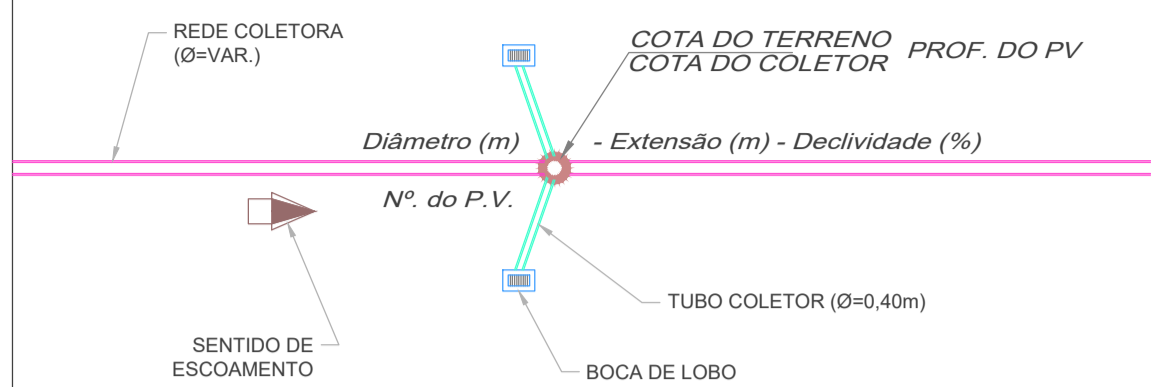 REDE COLETORA
(Ø=VAR.)
COTA DO TERRENO
COTA DO COLETOR
PROF. DO PV
Diâmetro (m)
- Extensão (m) - Declividade (%)
Nº. do P.V.
TUBO COLETOR (Ø=0,40m)
SENTIDO DE
ESCOAMENTO
BOCA DE LOBO